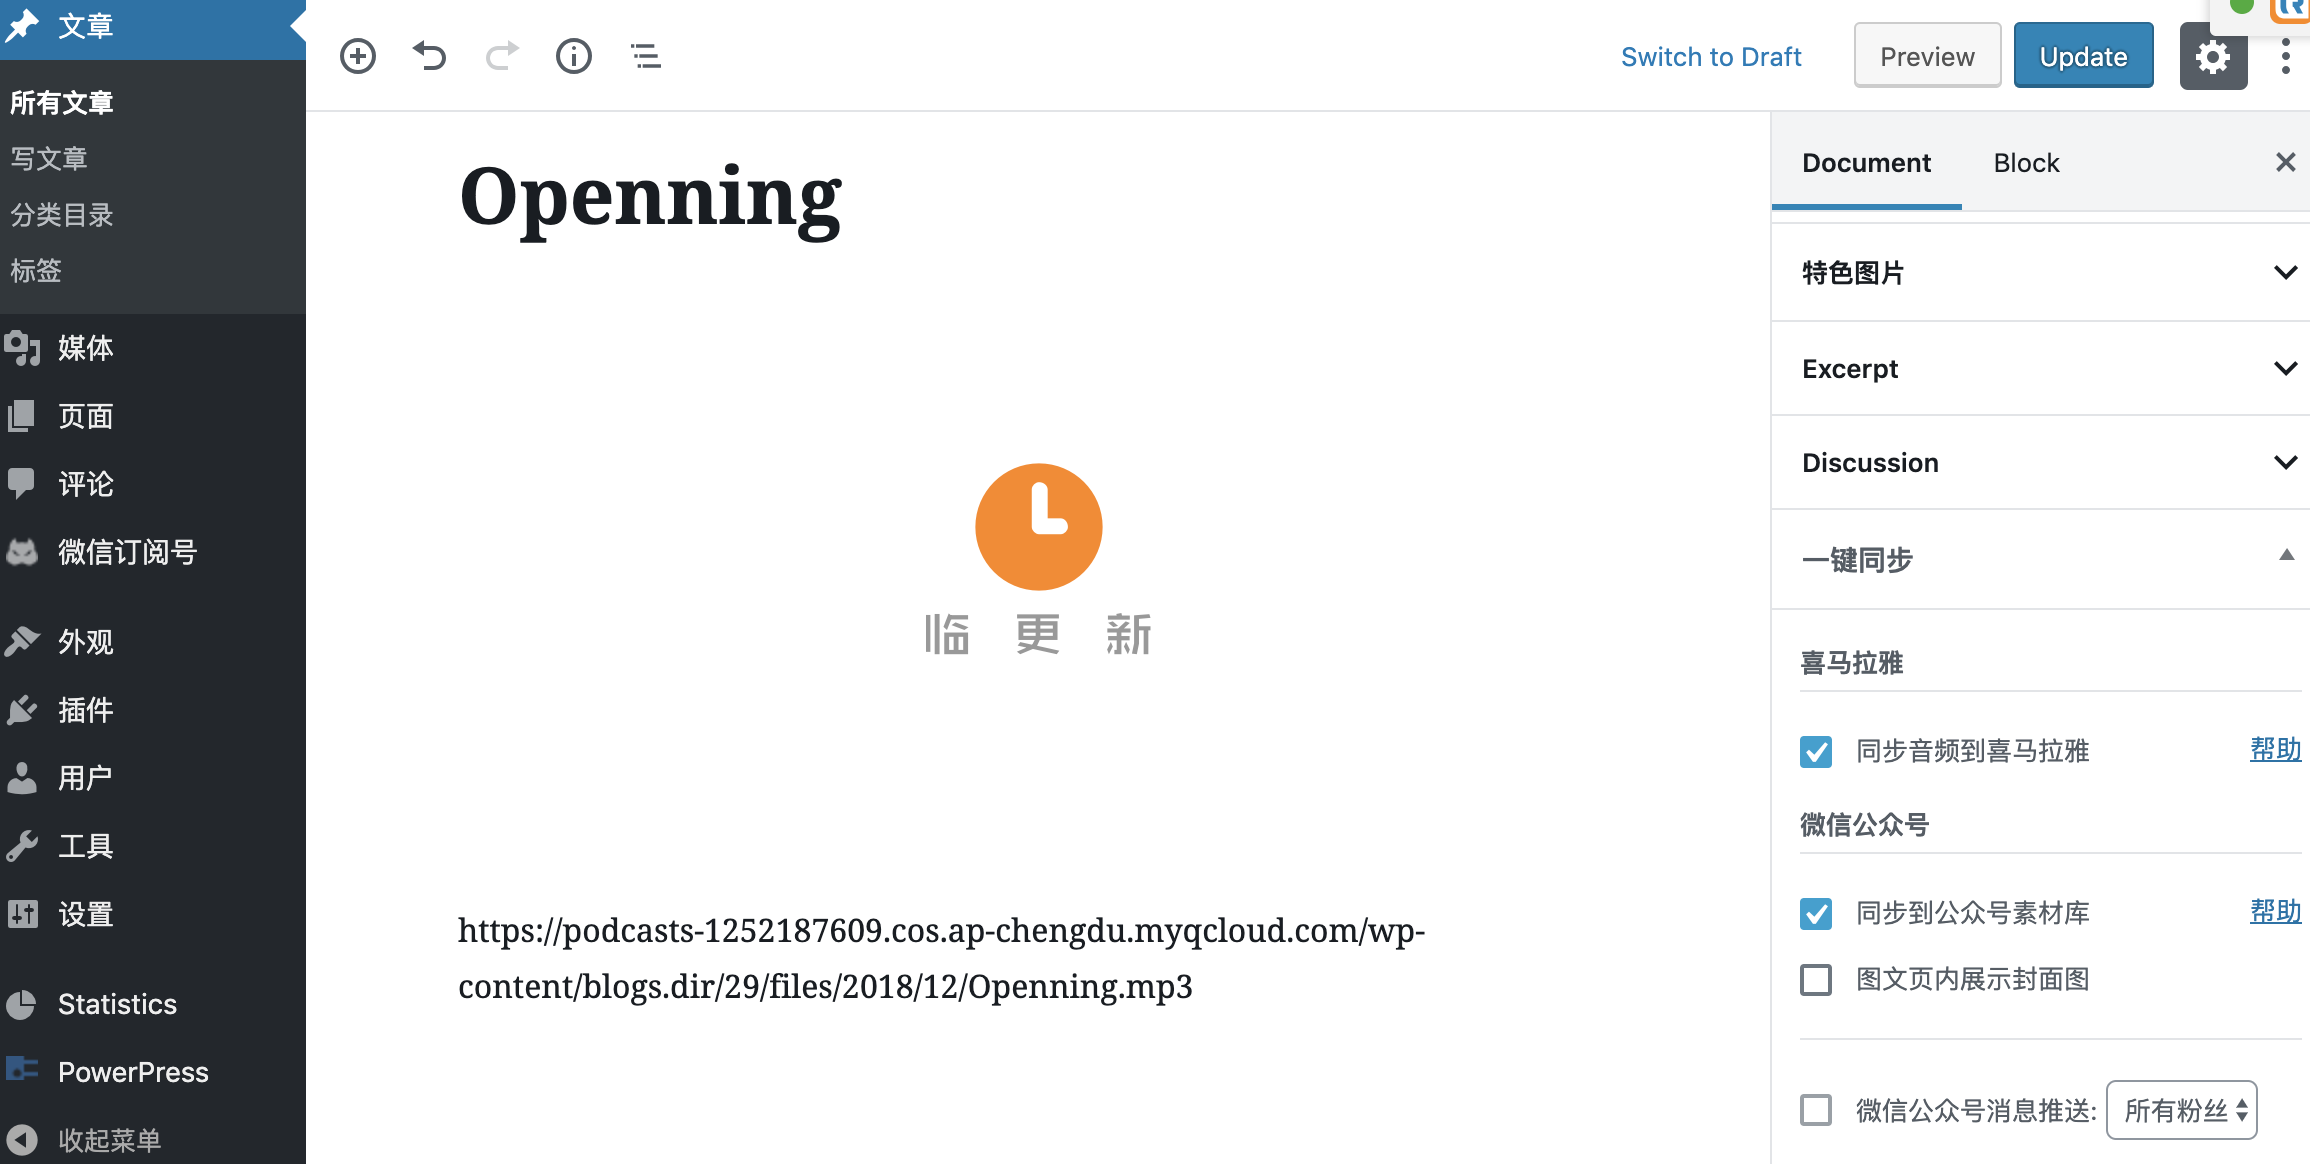 文章
所有文章
写文章
分类目录
标签
媒体
页面
评论
微信订阅号
外观
插件
用户
工具
设置
Statistics
PowerPress
收起菜单
Switch to Draft
Preview
Update
Openning
临更新
https://podcasts-1252187609.cos.ap-chengdu.myqcloud.com/wp-
content/blogs.dir/29/files/2018/12/Openning.mp3
Document
Block
特色图片
Excerpt
Discussion
一键同步
喜马拉雅
同步音频到喜马拉雅
帮助
微信公众号
同步到公众号素材库
帮助
图文页内展示封面图
微信公众号消息推送:
所有粉丝